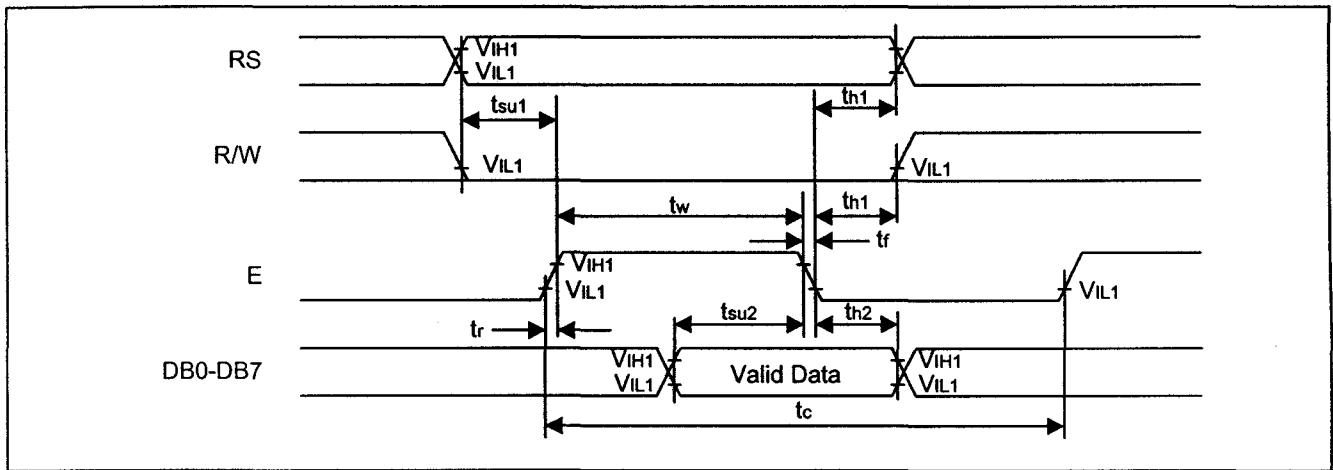 RS
VIH1
VIL1
tsu1
th1
R/W
VIL1
VIL1
tw
th1
tf
E
VIH1
VIL1
VIL1
tsu2
th2
tr
DB0-DB7
VIH1
VIL1
Valid Data
VIH1
VIL1
tc